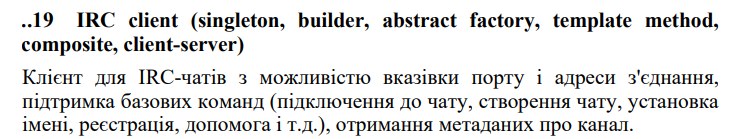 ..19 IRC client (singleton, builder, abstract factory, template method,
composite, client-server)
Клієнт для IRC-чатів з можливістю вказівки порту і адреси з'єднання,
підтримка базових команд (підключення до чату, створення чату, установка
імені, реєстрація, допомога і т.д.), отримання метаданих про канал.